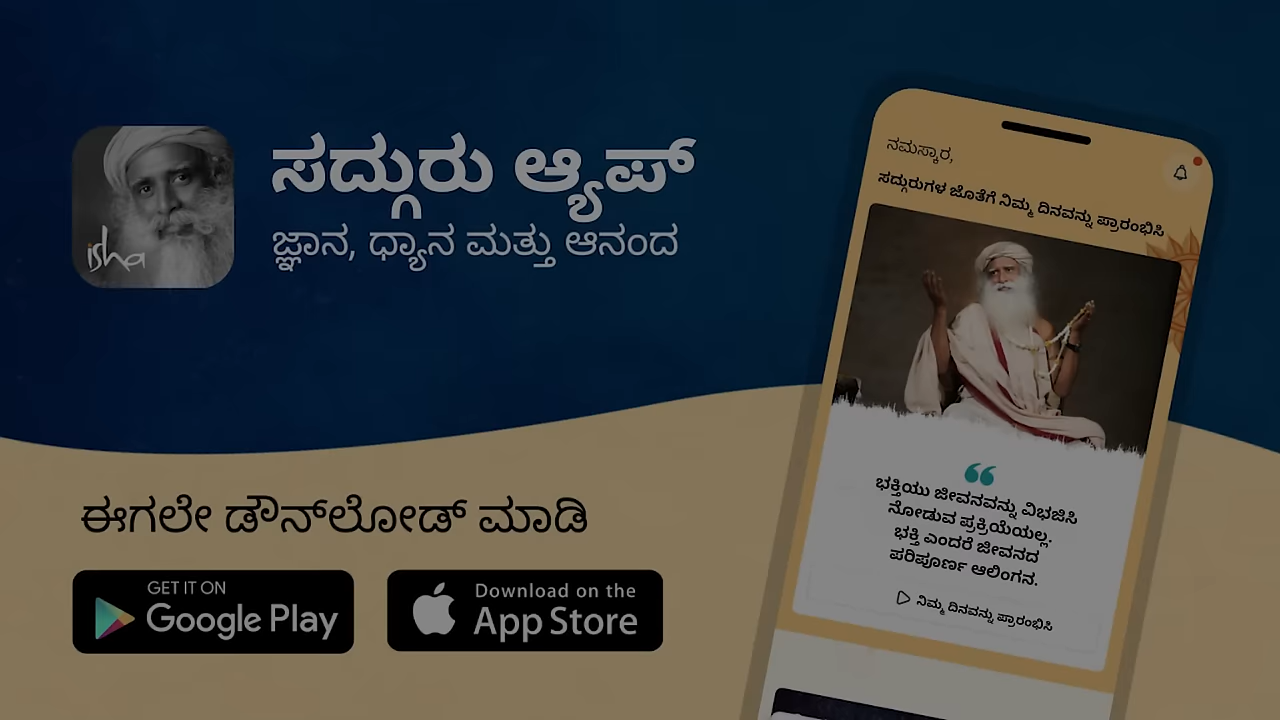 isha
ಸದ್ಗುರು ಆ್ಯಪ್
ಜ್ಞಾನ, ಧ್ಯಾನ ಮತ್ತು ಆನಂದ
ಈಗಲೇ ಡೌನ್‌ಲೋಡ್ ಮಾಡಿ
GET IT ON
Google Play
Download on the
App Store
ನಮಸ್ಕಾರ,
ಸದ್ಗುರುಗಳ ಜೊತೆಗೆ ನಿಮ್ಮ ದಿನವನ್ನು ಪ್ರಾರಂಭಿಸಿ
“
ಭಕ್ತಿಯು ಜೀವನವನ್ನು ವಿಭಜಿಸಿ
ನೋಡುವ ಪ್ರಕ್ರಿಯೆಯಲ್ಲ.
ಭಕ್ತಿ ಎಂದರೆ ಜೀವನದ
ಪರಿಪೂರ್ಣ ಆಲಿಂಗನ.
ನಿಮ್ಮ ದಿನವನ್ನು ಪ್ರಾರಂಭಿಸಿ